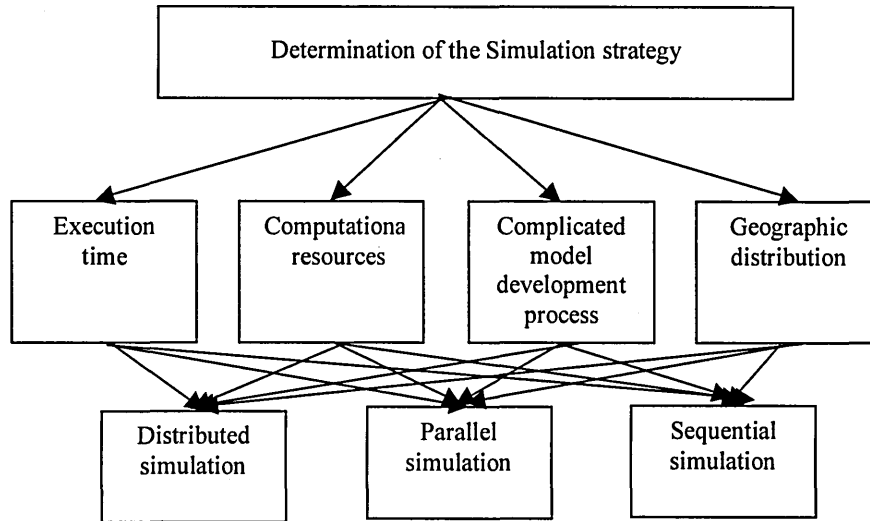 Determination of the Simulation strategy
Execution
time
Computationa
resources
Complicated
model
development
process
Geographic
distribution
Distributed
simulation
Parallel
simulation
Sequential
simulation